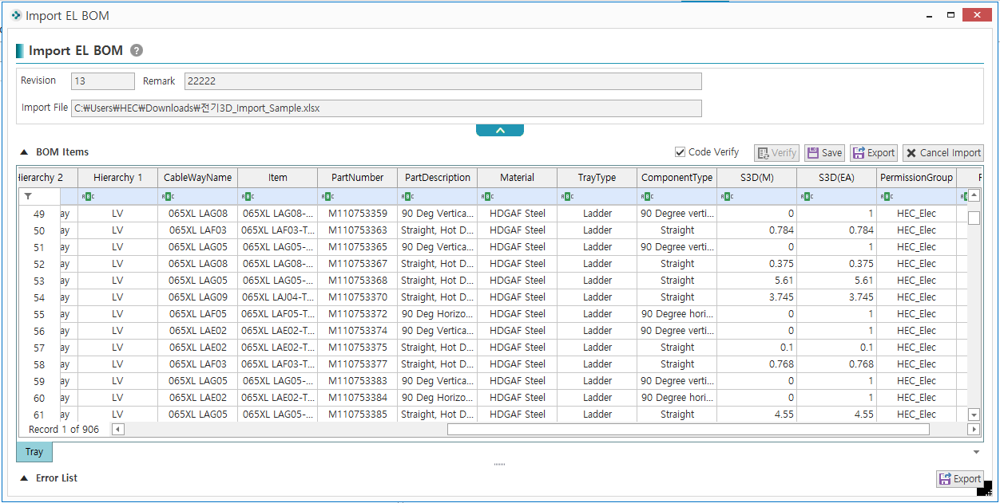 Import EL BOM
Import EL BOM ?
Revision 13 Remark 22222
Import File C:₩Users₩HEC₩Downloads₩전기3D_Import_Sample.xlsx
BOM Items Code Verify Verify Save Export Cancel Import
Hierarchy 2 Hierarchy 1 CableWayName Item PartNumber PartDescription Material TrayType ComponentType S3D(M) S3D(EA) PermissionGroup
49 ay LV 065XL LAG08 065XL LAG08-... M110753359 90 Deg Vertica... HDGAF Steel Ladder 90 Degree verti... 0 1 HEC_Elec
50 ay LV 065XL LAF03 065XL LAF03-T... M110753363 Straight, Hot D... HDGAF Steel Ladder Straight 0.784 0.784 HEC_Elec
51 ay LV 065XL LAG05 065XL LAG05-... M110753365 90 Deg Vertica... HDGAF Steel Ladder 90 Degree verti... 0 1 HEC_Elec
52 ay LV 065XL LAG08 065XL LAG08-... M110753366 Straight, Hot D... HDGAF Steel Ladder Straight 0.375 0.375 HEC_Elec
53 ay LV 065XL LAG05 065XL LAG05-... M110753368 Straight, Hot D... HDGAF Steel Ladder Straight 5.61 5.61 HEC_Elec
54 ay LV 065XL LAG09 065XL LAJ04-T... M110753370 Straight, Hot D... HDGAF Steel Ladder Straight 3.745 3.745 HEC_Elec
55 ay LV 065XL LAF05 065XL LAF05-T... M110753372 90 Deg Horizo... HDGAF Steel Ladder 90 Degree hori... 0 1 HEC_Elec
56 ay LV 065XL LAE02 065XL LAE02-T... M110753374 90 Deg Vertica... HDGAF Steel Ladder 90 Degree verti... 0 1 HEC_Elec
57 ay LV 065XL LAE02 065XL LAE02-T... M110753375 Straight, Hot D... HDGAF Steel Ladder Straight 0.1 0.1 HEC_Elec
58 ay LV 065XL LAF03 065XL LAF03-T... M110753377 Straight, Hot D... HDGAF Steel Ladder Straight 0.768 0.768 HEC_Elec
59 ay LV 065XL LAG05 065XL LAG05-... M110753383 90 Deg Vertica... HDGAF Steel Ladder 90 Degree verti... 0 1 HEC_Elec
60 ay LV 065XL LAE02 065XL LAE02-T... M110753384 90 Deg Horizo... HDGAF Steel Ladder 90 Degree hori... 0 1 HEC_Elec
61 ay LV 065XL LAG05 065XL LAG05-... M110753385 Straight, Hot D... HDGAF Steel Ladder Straight 4.55 4.55 HEC_Elec
Record 1 of 906
Tray
Error List Export